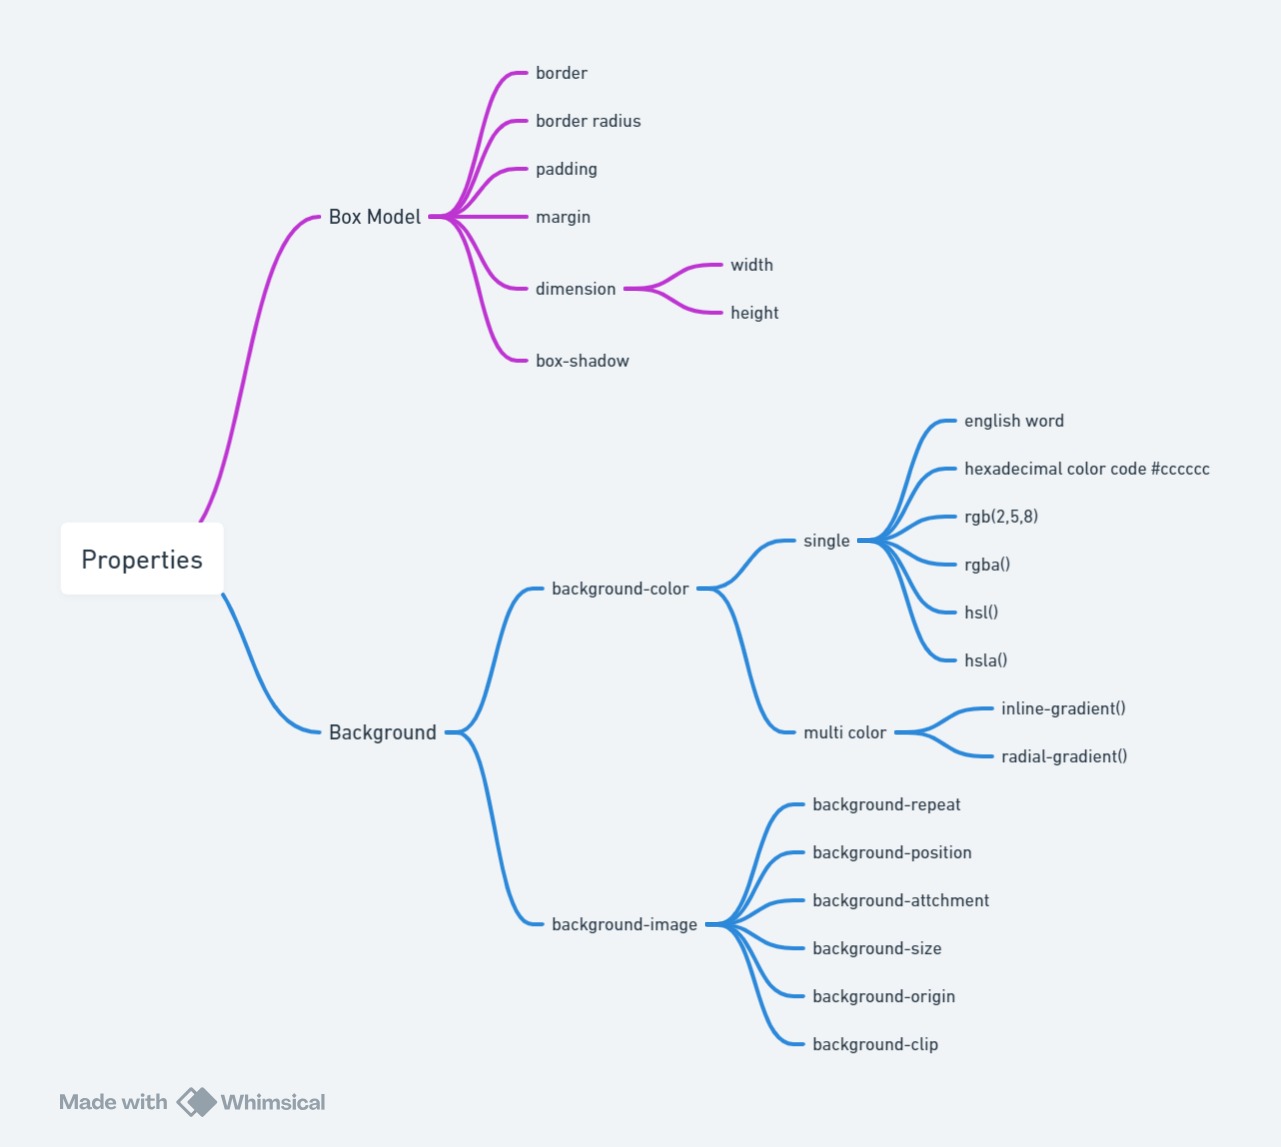 Properties
Box Model
border
border radius
padding
margin
dimension
width
height
box-shadow
Background
background-color
single
english word
hexadecimal color code #cccccc
rgb(2,5,8)
rgba()
hsl()
hsla()
multi color
inline-gradient()
radial-gradient()
background-image
background-repeat
background-position
background-attchment
background-size
background-origin
background-clip
Made with Whimsical